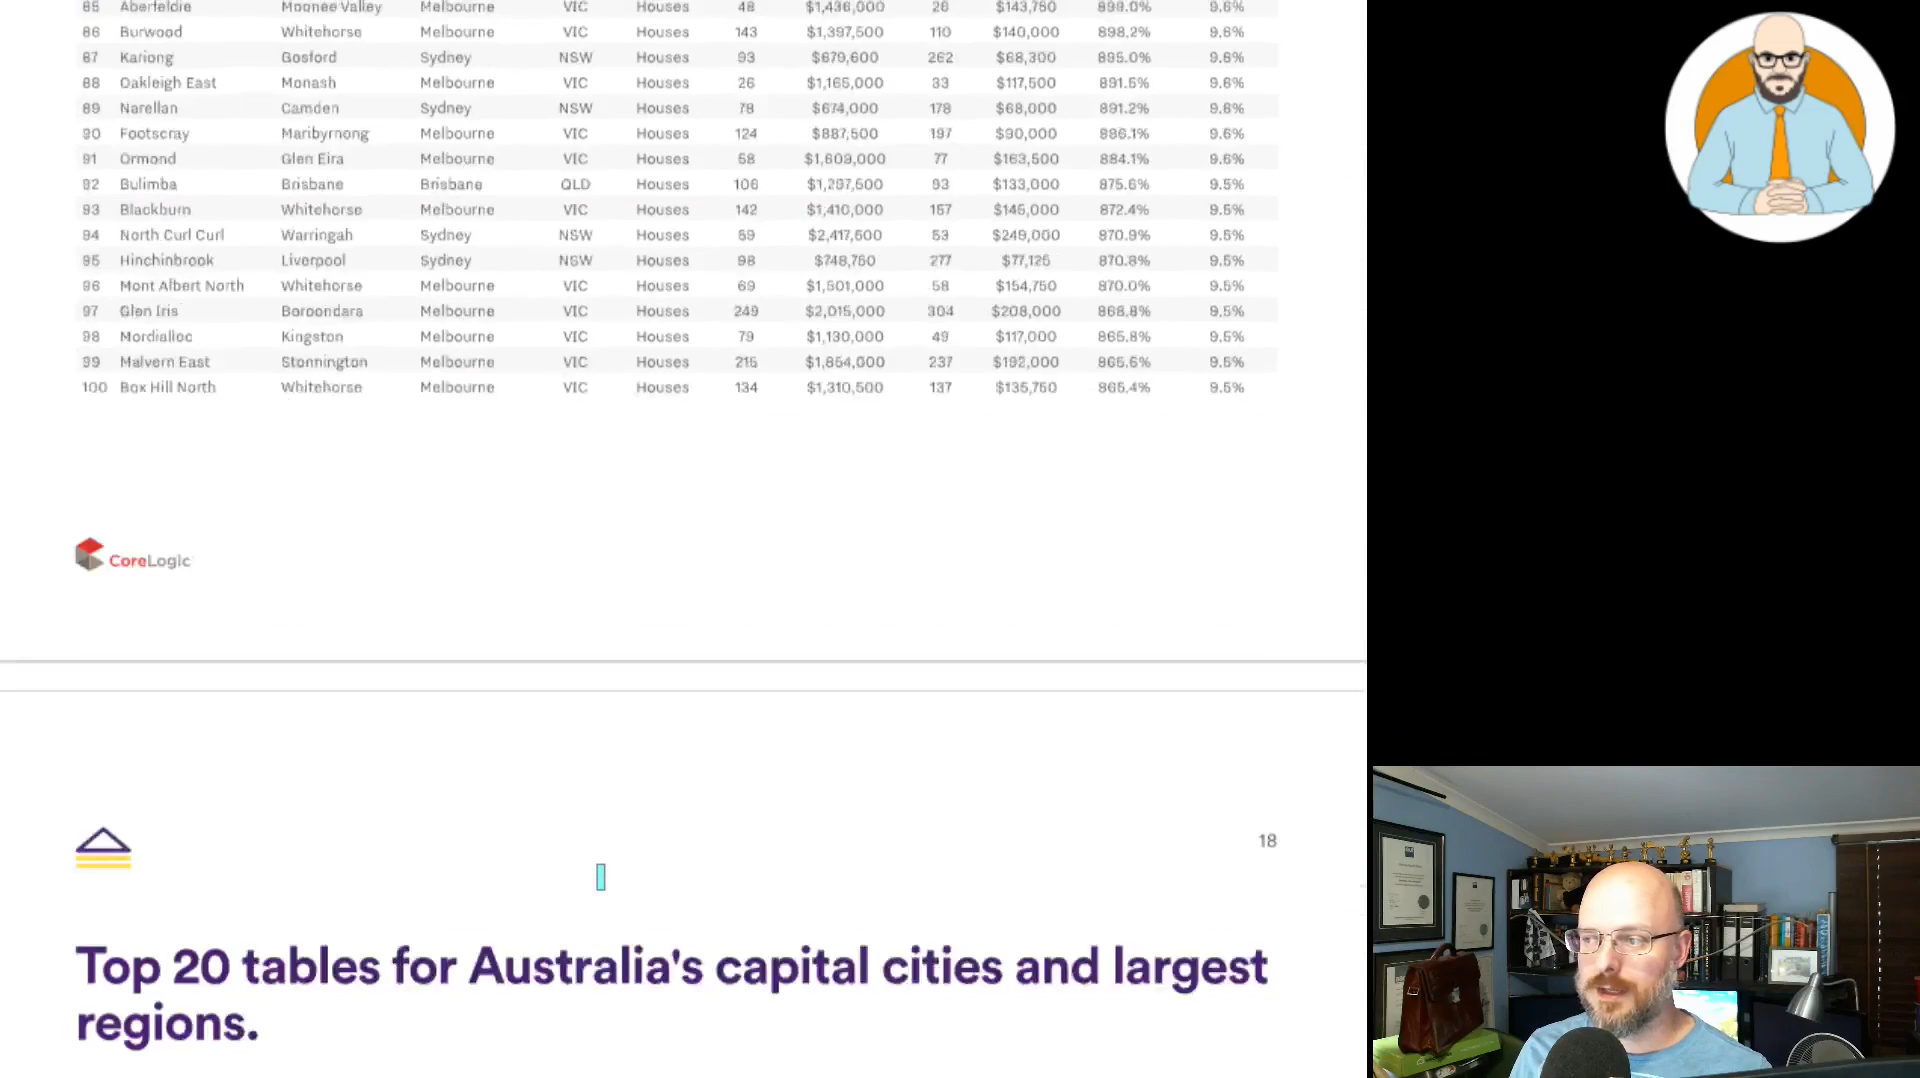 85 Aberfeldie Moonee Valley Melbourne VIC Houses 48 $1,436,000 26 $143,750 899.0% 9.6%
86 Burwood Whitehorse Melbourne VIC Houses 143 $1,397,500 110 $140,000 898.2% 9.6%
87 Kariong Gosford Sydney NSW Houses 93 $679,600 262 $68,300 895.0% 9.6%
88 Oakleigh East Monash Melbourne VIC Houses 26 $1,165,000 33 $117,500 891.5% 9.6%
89 Narellan Camden Sydney NSW Houses 78 $674,000 178 $68,000 891.2% 9.6%
90 Footscray Maribyrnong Melbourne VIC Houses 124 $887,500 197 $90,000 886.1% 9.6%
91 Ormond Glen Eira Melbourne VIC Houses 58 $1,609,000 77 $163,500 884.1% 9.6%
92 Bulimba Brisbane Brisbane QLD Houses 106 $1,297,500 93 $133,000 875.6% 9.5%
93 Blackburn Whitehorse Melbourne VIC Houses 142 $1,410,000 157 $145,000 872.4% 9.5%
94 North Curl Curl Warringah Sydney NSW Houses 59 $2,417,500 53 $249,000 870.9% 9.5%
95 Hinchinbrook Liverpool Sydney NSW Houses 98 $748,750 277 $77,125 870.8% 9.5%
96 Mont Albert North Whitehorse Melbourne VIC Houses 69 $1,501,000 58 $154,750 870.0% 9.5%
97 Glen Iris Boroondara Melbourne VIC Houses 249 $2,015,000 304 $208,000 868.8% 9.5%
98 Mordialloc Kingston Melbourne VIC Houses 79 $1,130,000 49 $117,000 865.8% 9.5%
99 Malvern East Stonnington Melbourne VIC Houses 215 $1,854,000 237 $192,000 865.6% 9.5%
100 Box Hill North Whitehorse Melbourne VIC Houses 134 $1,310,500 137 $135,750 865.4% 9.5%
CoreLogic
18
Top 20 tables for Australia's capital cities and largest
regions.